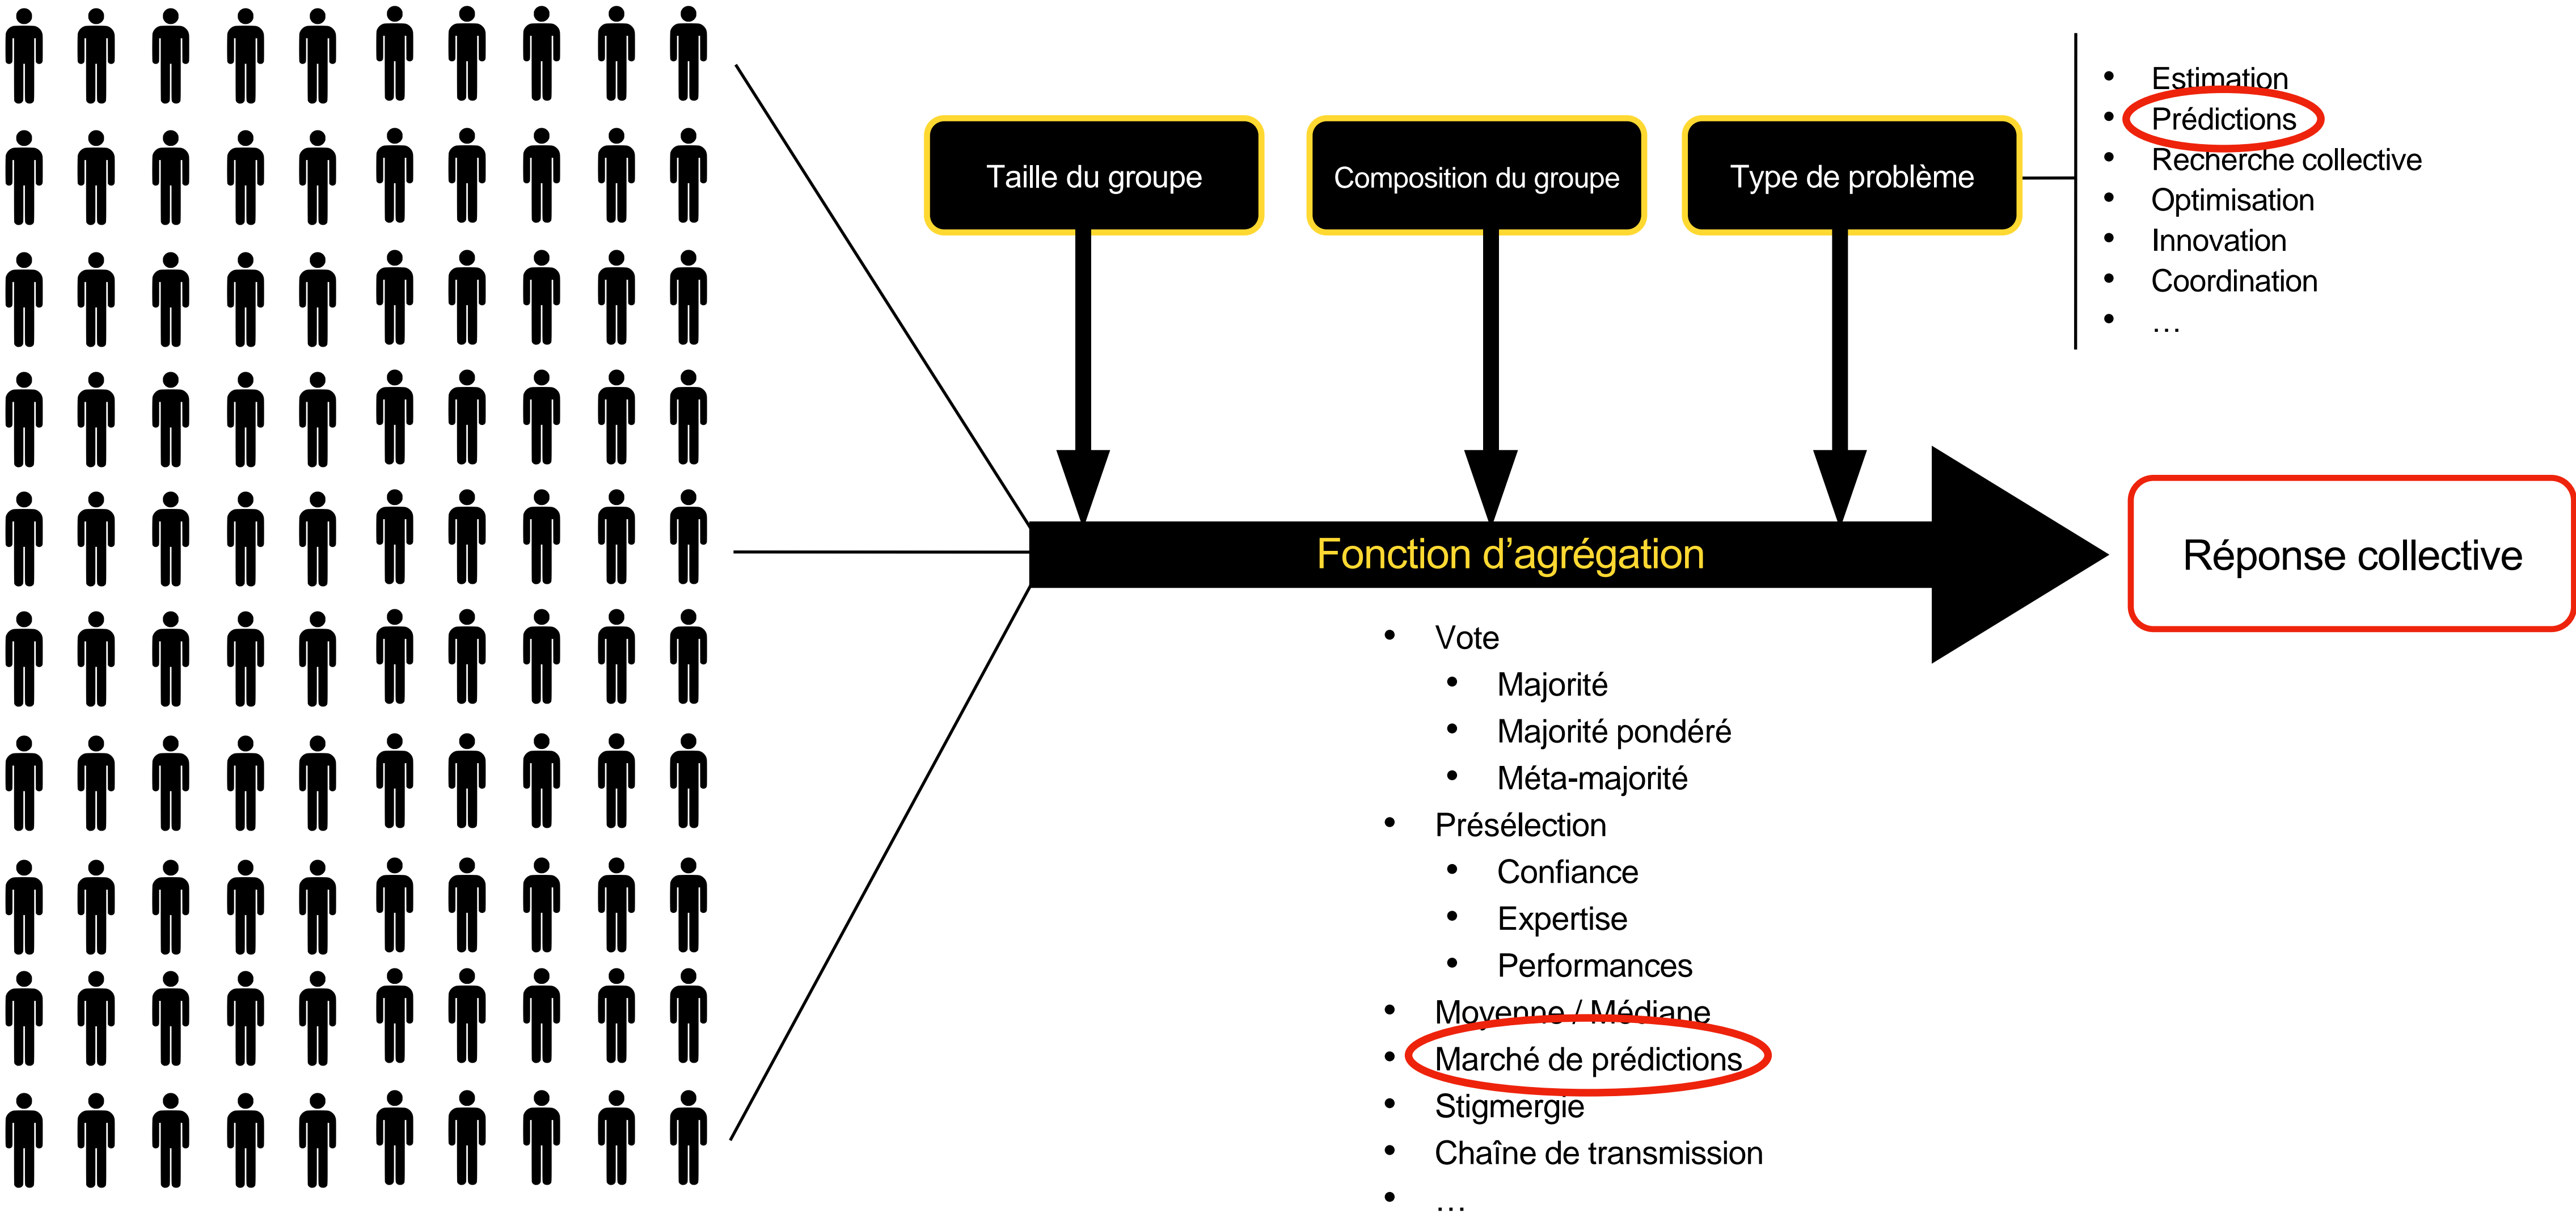 Taille du groupe
Composition du groupe
Type de problème
• Estimation
• Prédictions
• Recherche collective
• Optimisation
• Innovation
• Coordination
• …
Fonction d’agrégation
Réponse collective
• Vote
• Majorité
• Majorité pondéré
• Méta-majorité
• Présélection
• Confiance
• Expertise
• Performances
• Moyenne / Médiane
• Marché de prédictions
• Stigmergie
• Chaîne de transmission
• …